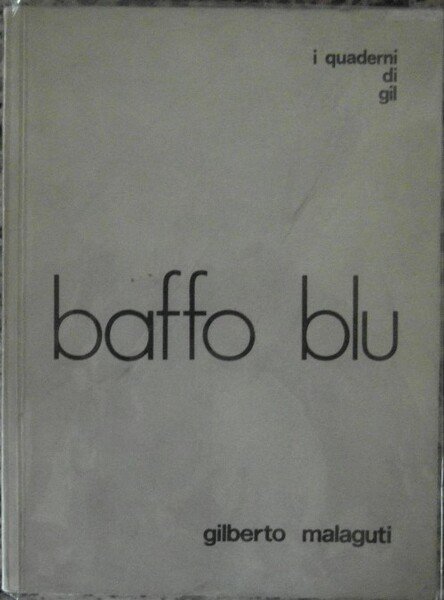 i quaderni
di
gil
baffo blu
gilberto malaguti